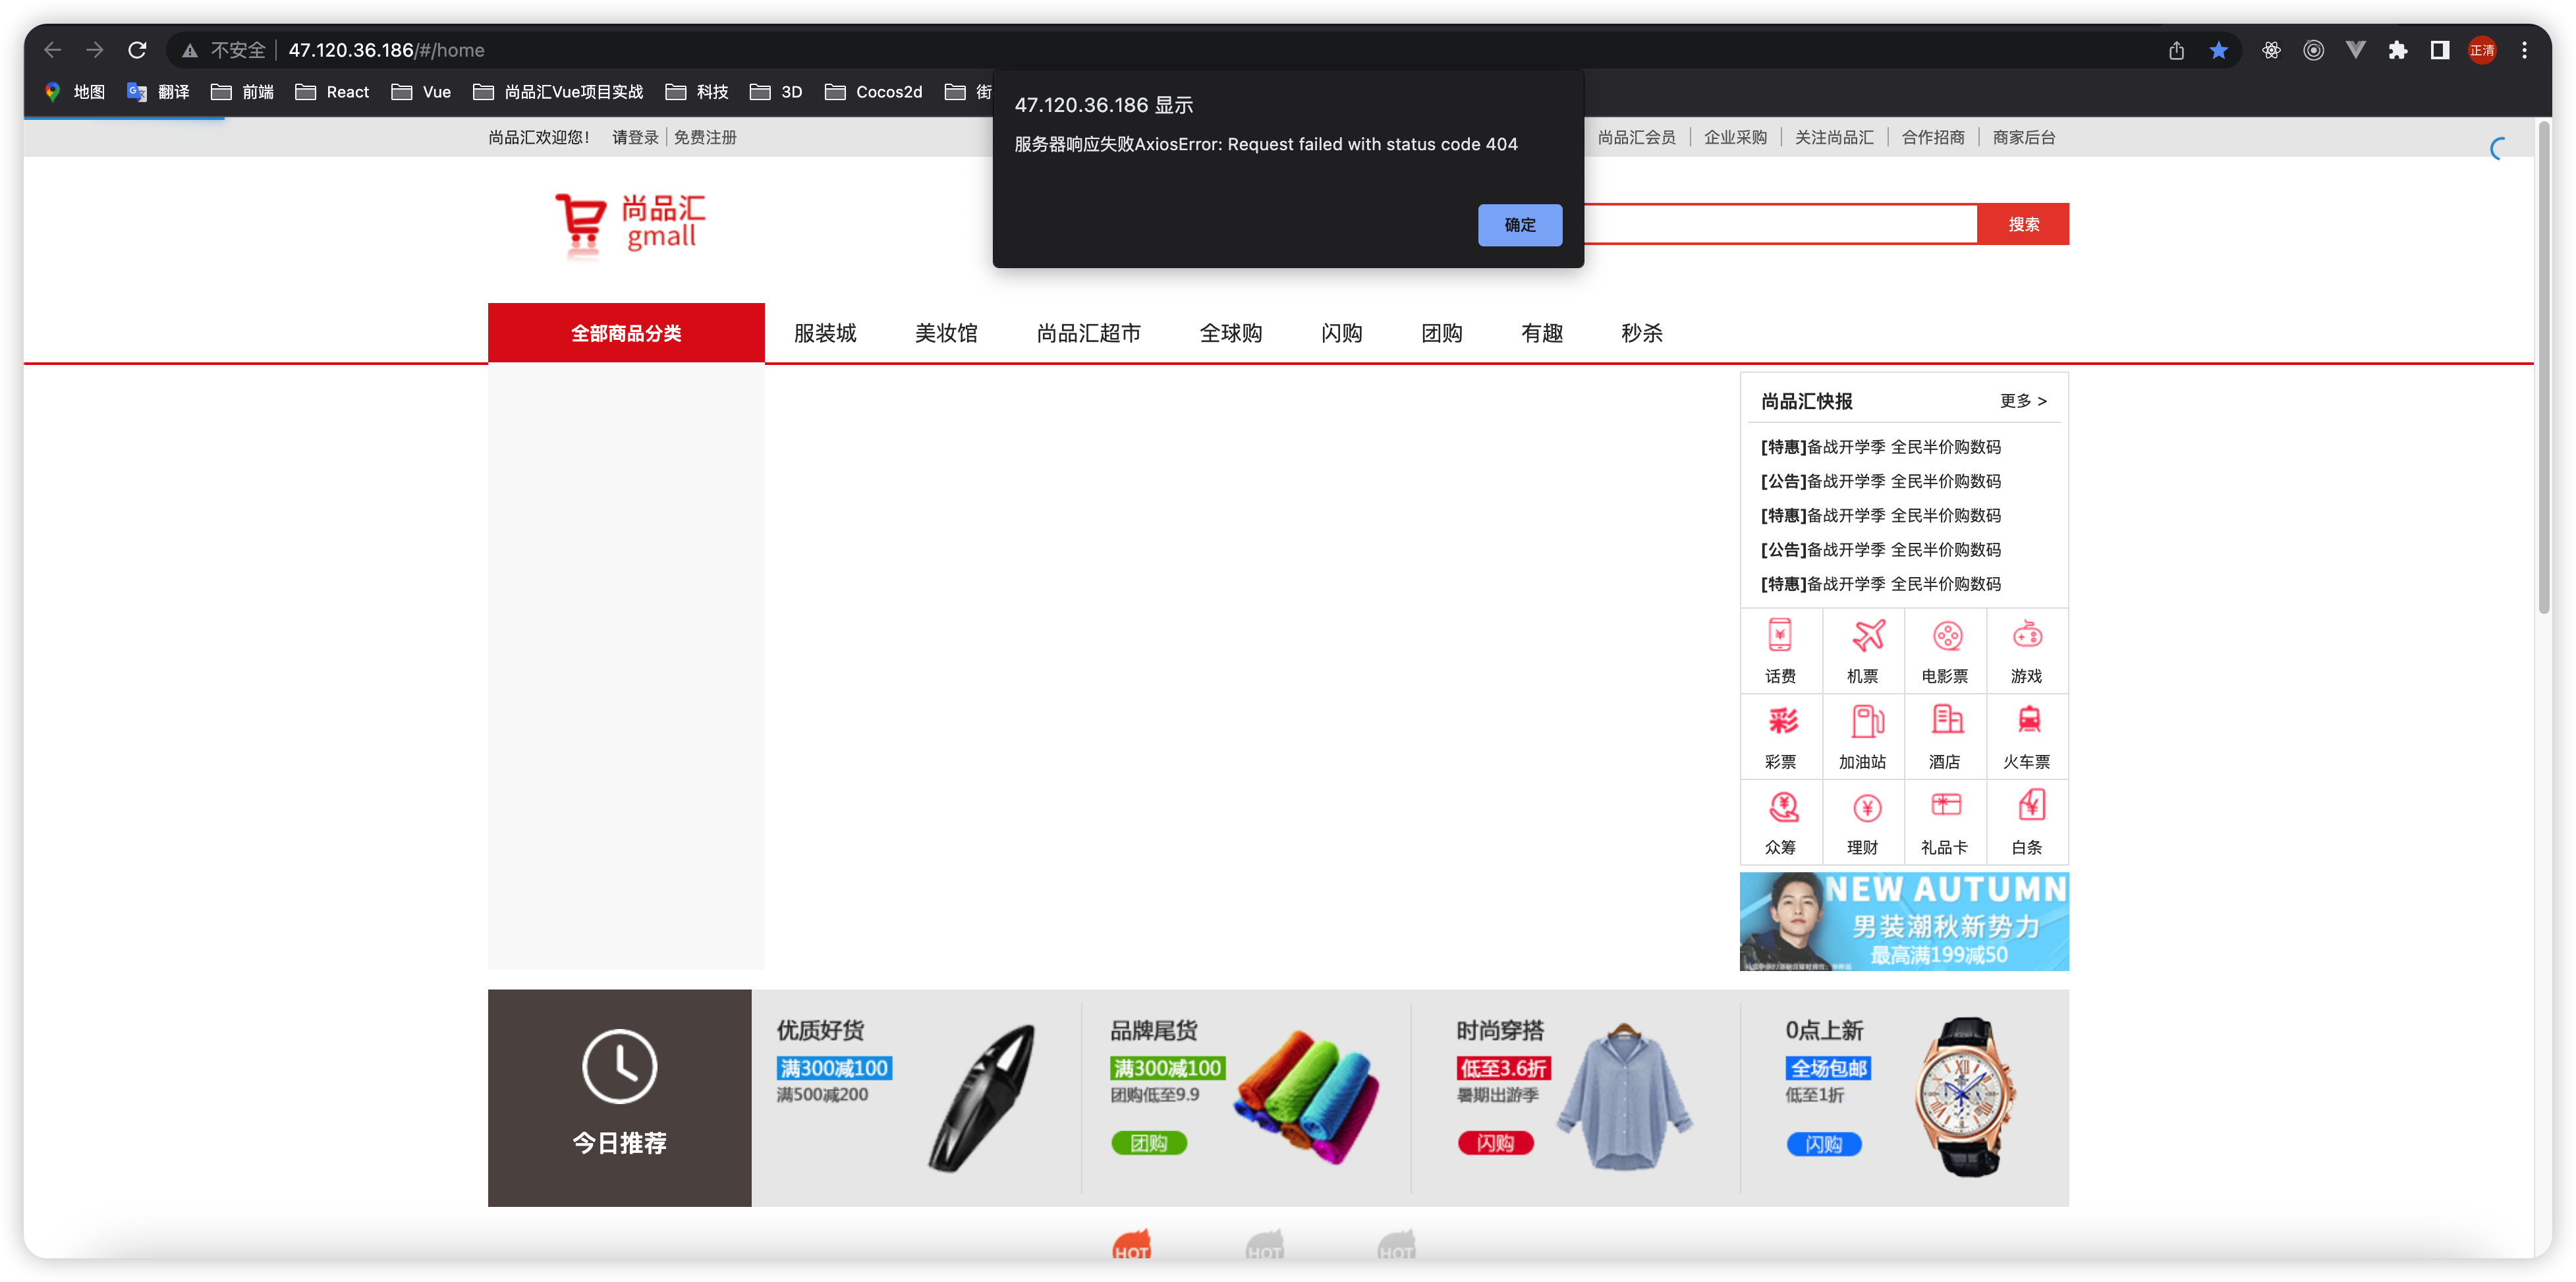 不安全 47.120.36.186/#/home 正清
地图 翻译 前端 React Vue 尚品汇Vue项目实战 科技 3D Cocos2d 街
47.120.36.186 显示
服务器响应失败AxiosError: Request failed with status code 404
确定
尚品汇欢迎您! 请登录 免费注册 尚品汇会员 企业采购 关注尚品汇 合作招商 商家后台
尚品汇
gmall
搜索
全部商品分类 服装城 美妆馆 尚品汇超市 全球购 闪购 团购 有趣 秒杀
尚品汇快报 更多 >
[特惠]备战开学季 全民半价购数码
[公告]备战开学季 全民半价购数码
[特惠]备战开学季 全民半价购数码
[公告]备战开学季 全民半价购数码
[特惠]备战开学季 全民半价购数码
话费 机票 电影票 游戏
彩
彩票 加油站 酒店 火车票
众筹 理财 礼品卡 白条
NEW AUTUMN
男装潮秋新势力
最高满199减50
今日推荐
优质好货
满300减100
满500减200
品牌尾货
满300减100
团购低至9.9
团购
时尚穿搭
低至3.6折
暑期出游季
闪购
0点上新
全场包邮
低至1折
闪购
HOT HOT HOT